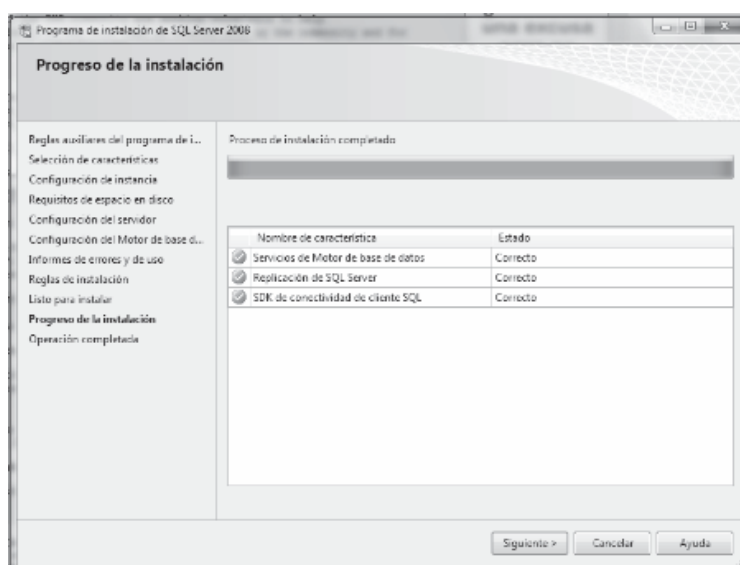 Programa de instalación de SQL Server 2008
una excusa
Progreso de la instalación
Reglas auxiliares del programa de i...
Selección de características
Configuración de instancia
Requisitos de espacio en disco
Configuración del servidor
Configuración del Motor de base d...
Informes de errores y de uso
Reglas de instalación
Listo para instalar
Progreso de la instalación
Operación completada
Proceso de instalación completado
Nombre de característica Estado
Servicios de Motor de base de datos Correcto
Replicación de SQL Server Correcto
SDK de conectividad de cliente SQL Correcto
Siguiente > Cancelar Ayuda